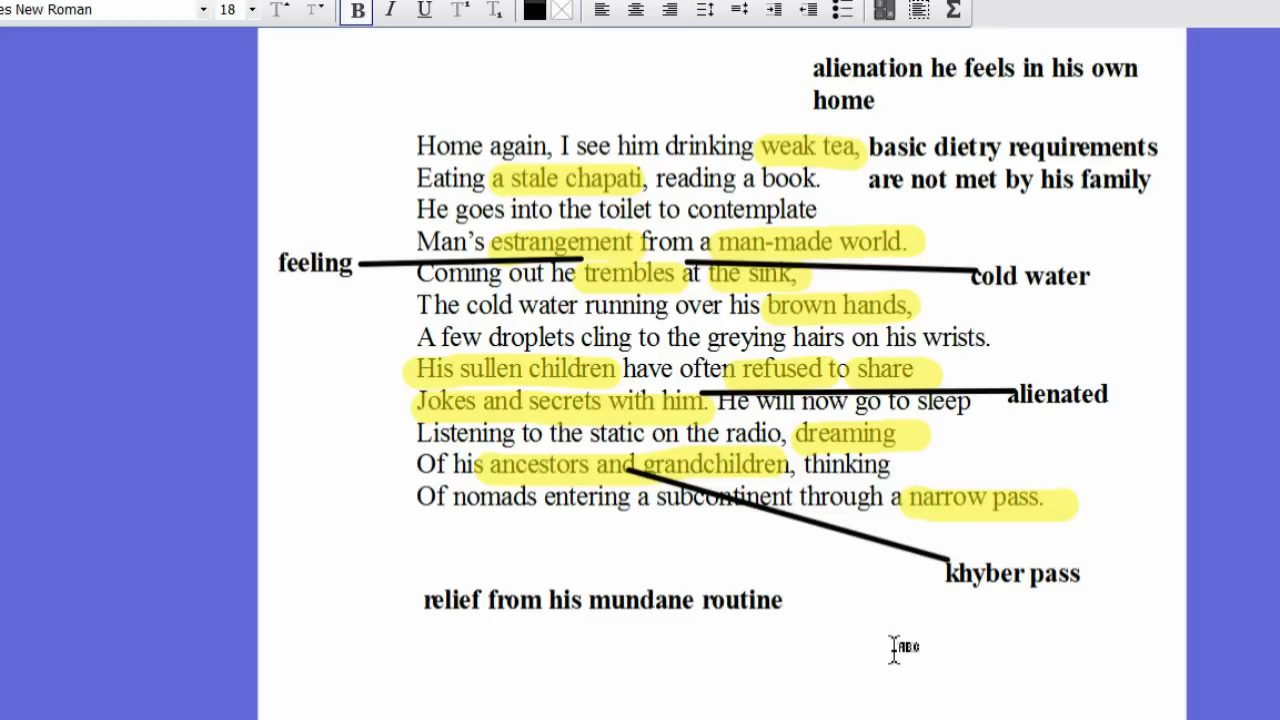 es New Roman 18 B I U T T
alienation he feels in his own
home
Home again, I see him drinking weak tea, basic dietry requirements
Eating a stale chapati, reading a book. are not met by his family
He goes into the toilet to contemplate
Man’s estrangement from a man-made world.
feeling
Coming out he trembles at the sink,
cold water
The cold water running over his brown hands,
A few droplets cling to the greying hairs on his wrists.
His sullen children have often refused to share
alienated
Jokes and secrets with him. He will now go to sleep
Listening to the static on the radio, dreaming
Of his ancestors and grandchildren, thinking
Of nomads entering a subcontinent through a narrow pass.
khyber pass
relief from his mundane routine
ABC